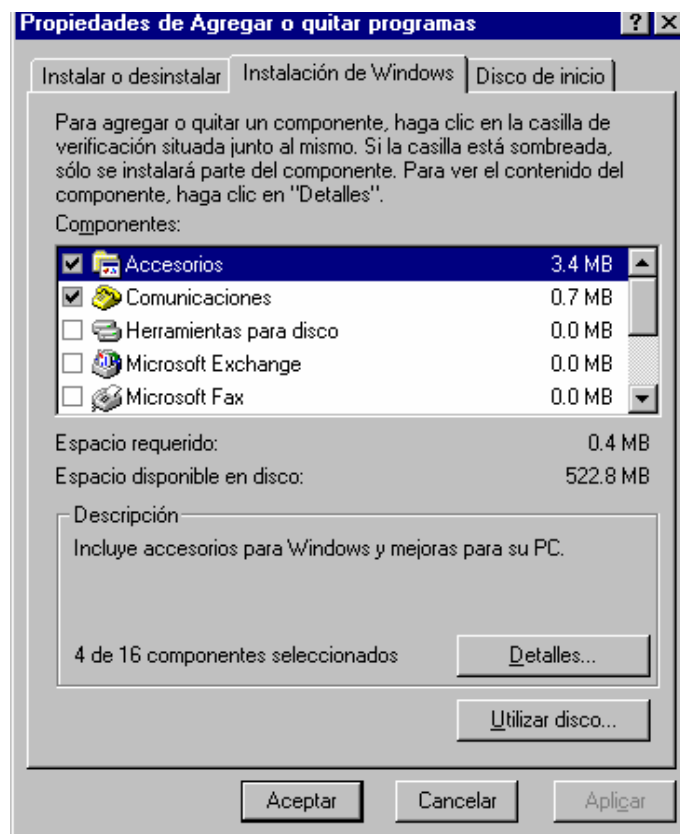 Propiedades de Agregar o quitar programas
Instalar o desinstalar Instalación de Windows Disco de inicio
Para agregar o quitar un componente, haga clic en la casilla de
verificación situada junto al mismo. Si la casilla está sombreada,
sólo se instalará parte del componente. Para ver el contenido del
componente, haga clic en "Detalles".
Componentes:
Accesorios 3.4 MB
Comunicaciones 0.7 MB
Herramientas para disco 0.0 MB
Microsoft Exchange 0.0 MB
Microsoft Fax 0.0 MB
Espacio requerido: 0.4 MB
Espacio disponible en disco: 522.8 MB
Descripción
Incluye accesorios para Windows y mejoras para su PC.
4 de 16 componentes seleccionados Detalles...
Utilizar disco...
Aceptar Cancelar Aplicar